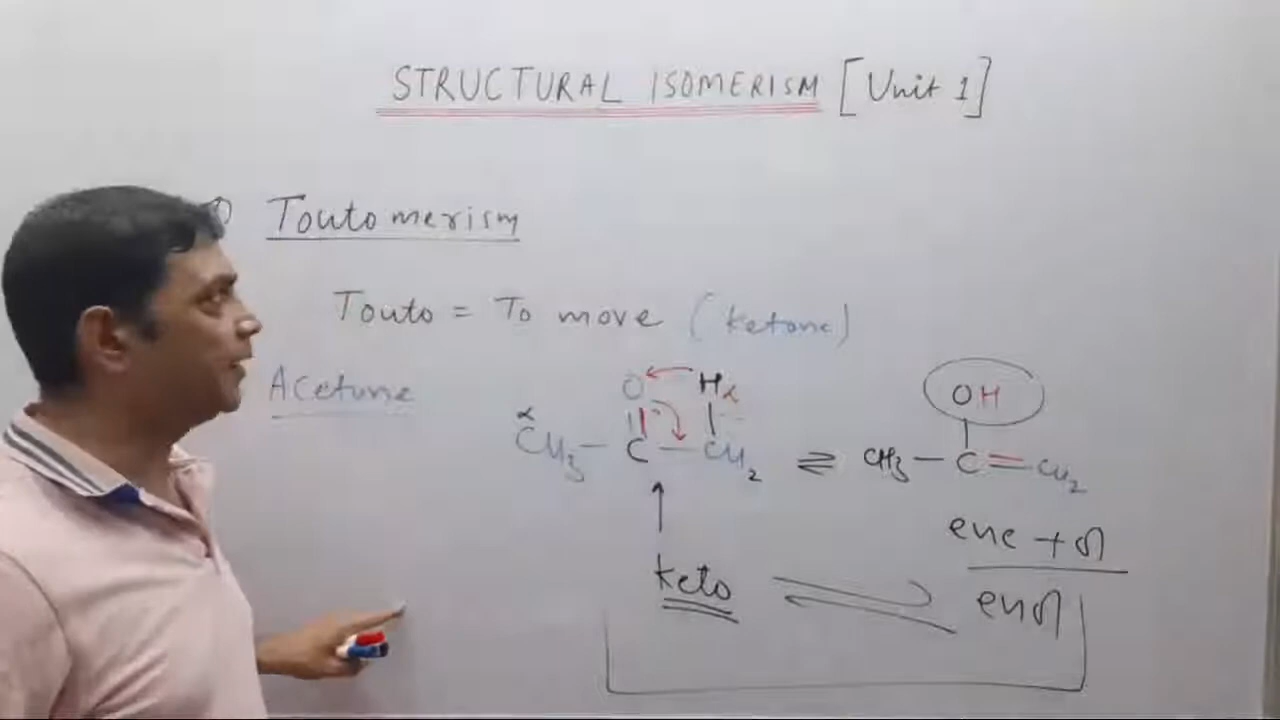 STRUCTURAL ISOMERISM [Unit 1]
Toutomerism
Touto = To move (Ketone)
Acetone
O Hα OH
α
CH3 - C - CH2 ⇌ CH3 - C = CH2
ene + ol
keto ⇌ enol